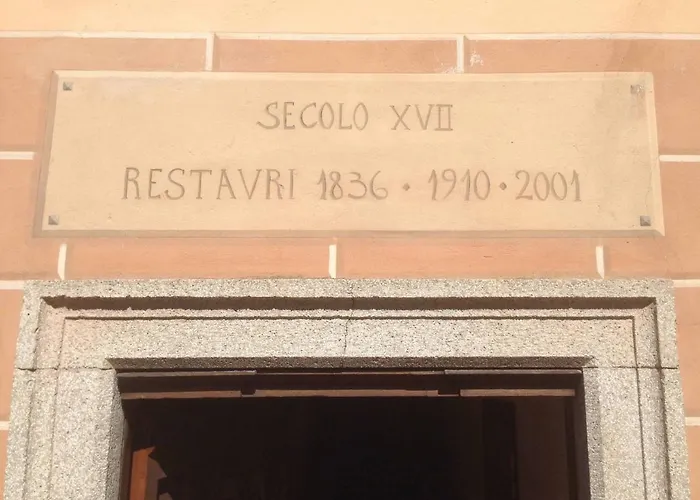 SECOLO XVII
RESTAVRI 1836 · 1910 · 2001